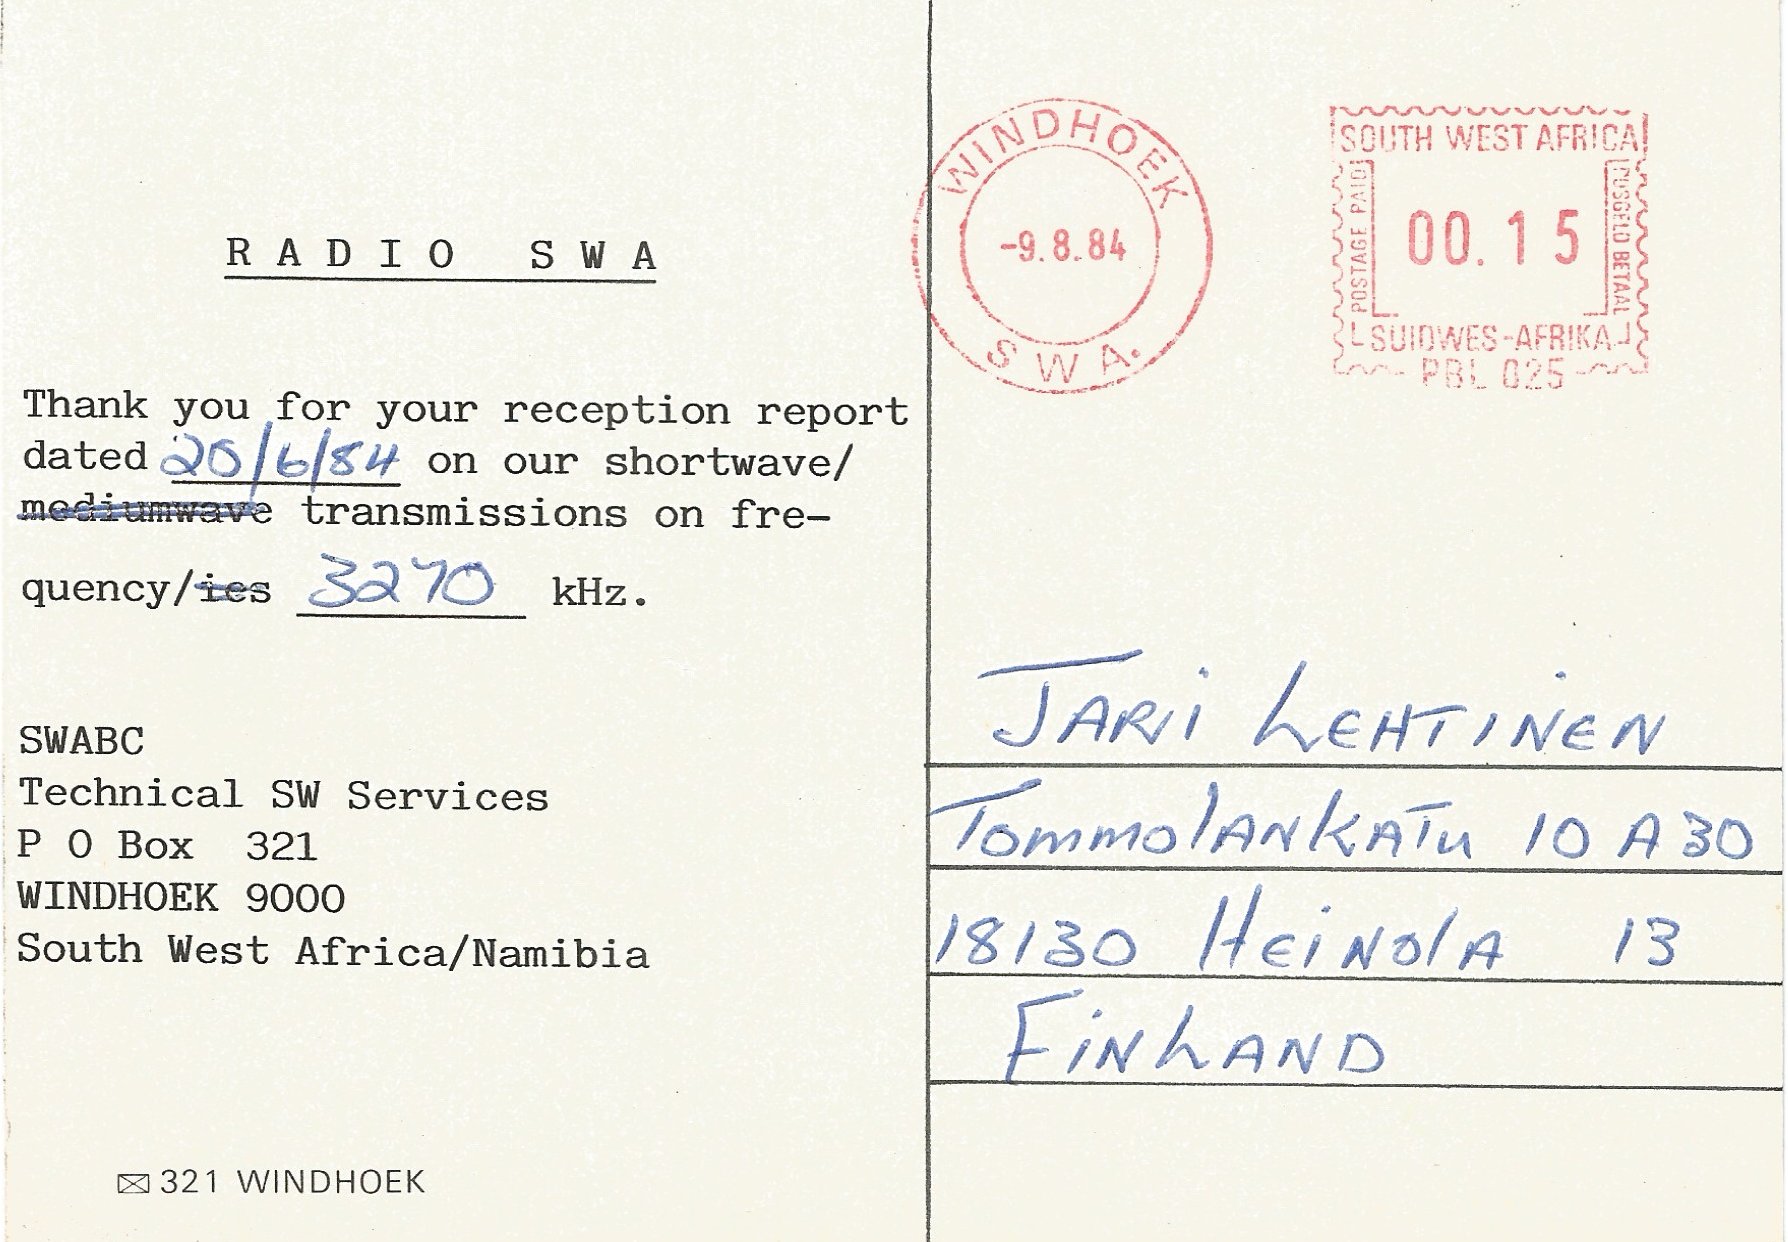 RADIO SWA
Thank you for your reception report
dated 20/6/84 on our shortwave/
mediumwave transmissions on fre-
quency/ies 3270 kHz.
SWABC
Technical SW Services
P O Box 321
WINDHOEK 9000
South West Africa/Namibia
321 WINDHOEK
WINDHOEK
-9.8.84
SWA.
SOUTH WEST AFRICA
POSTAGE PAID
00.15
POSGELD BETAAL
SUIDWES-AFRIKA
PBL 025
JARI LEHTINEN
TOMMOLANKATU 10 A 30
18130 HEINOLA 13
FINLAND